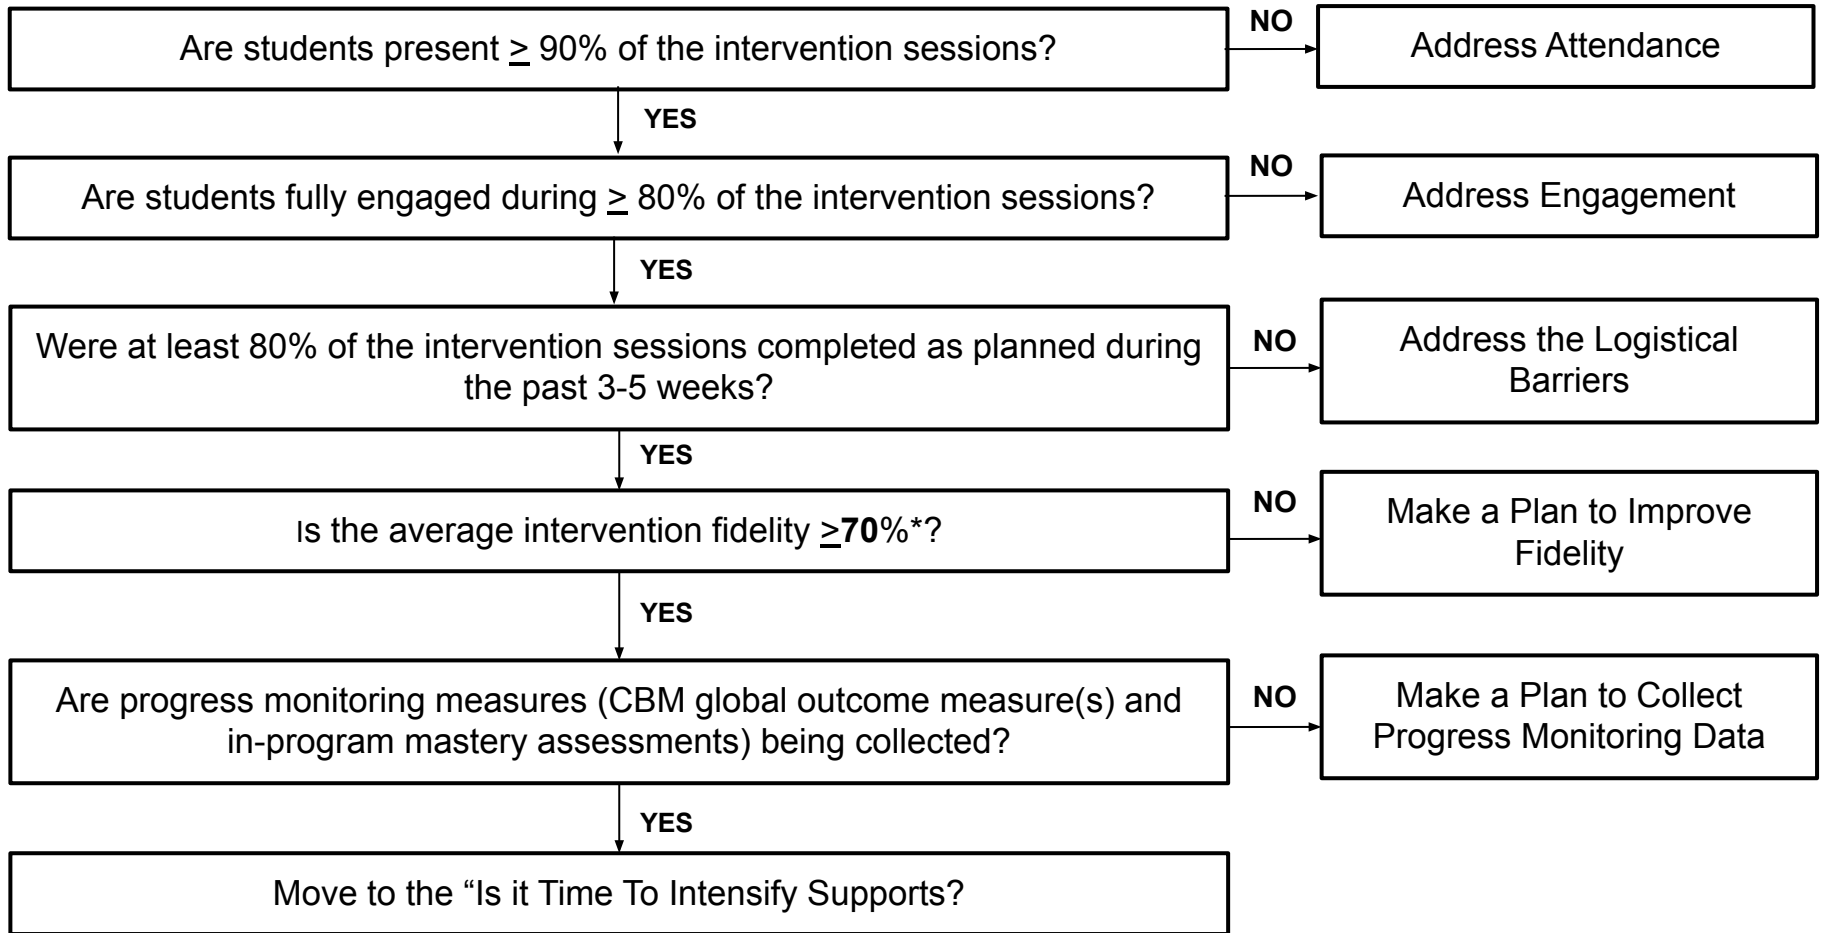 Are students present ≥ 90% of the intervention sessions?
NO
Address Attendance
YES
Are students fully engaged during ≥ 80% of the intervention sessions?
NO
Address Engagement
YES
Were at least 80% of the intervention sessions completed as planned during
the past 3-5 weeks?
NO
Address the Logistical
Barriers
YES
Is the average intervention fidelity ≥70%*?
NO
Make a Plan to Improve
Fidelity
YES
Are progress monitoring measures (CBM global outcome measure(s) and
in-program mastery assessments) being collected?
NO
Make a Plan to Collect
Progress Monitoring Data
YES
Move to the “Is it Time To Intensify Supports?